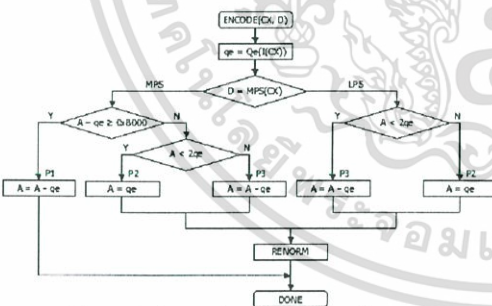 ENCODE(CX, D)
qe = Qe(I(CX))
MPS
D = MPS(CX)
LPS
Y
A - qe ≥ 0x8000
N
Y
A < 2qe
N
Y
A < 2qe
N
P1
P2
P3
P3
P2
A = A - qe
A = qe
A = A - qe
A = A - qe
A = qe
RENORM
DONE